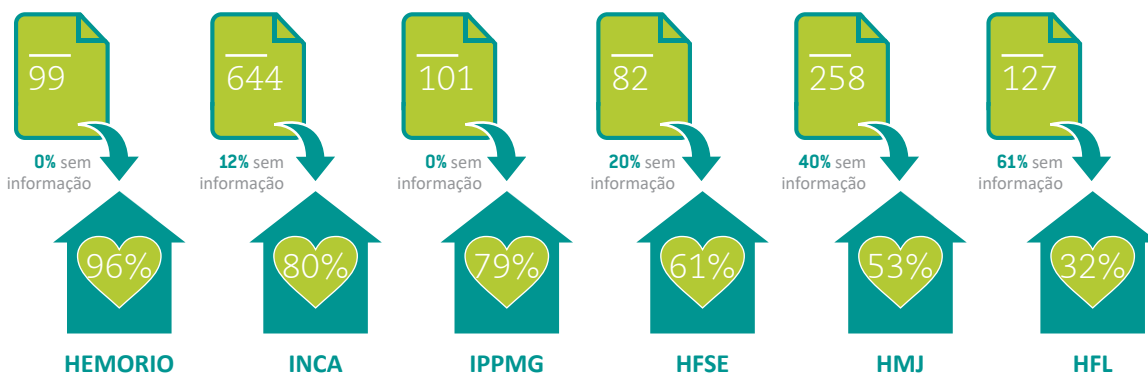 99
644
101
82
258
127
0% sem
informação
12% sem
informação
0% sem
informação
20% sem
informação
40% sem
informação
61% sem
informação
96%
80%
79%
61%
53%
32%
HEMORIO
INCA
IPPMG
HFSE
HMJ
HFL